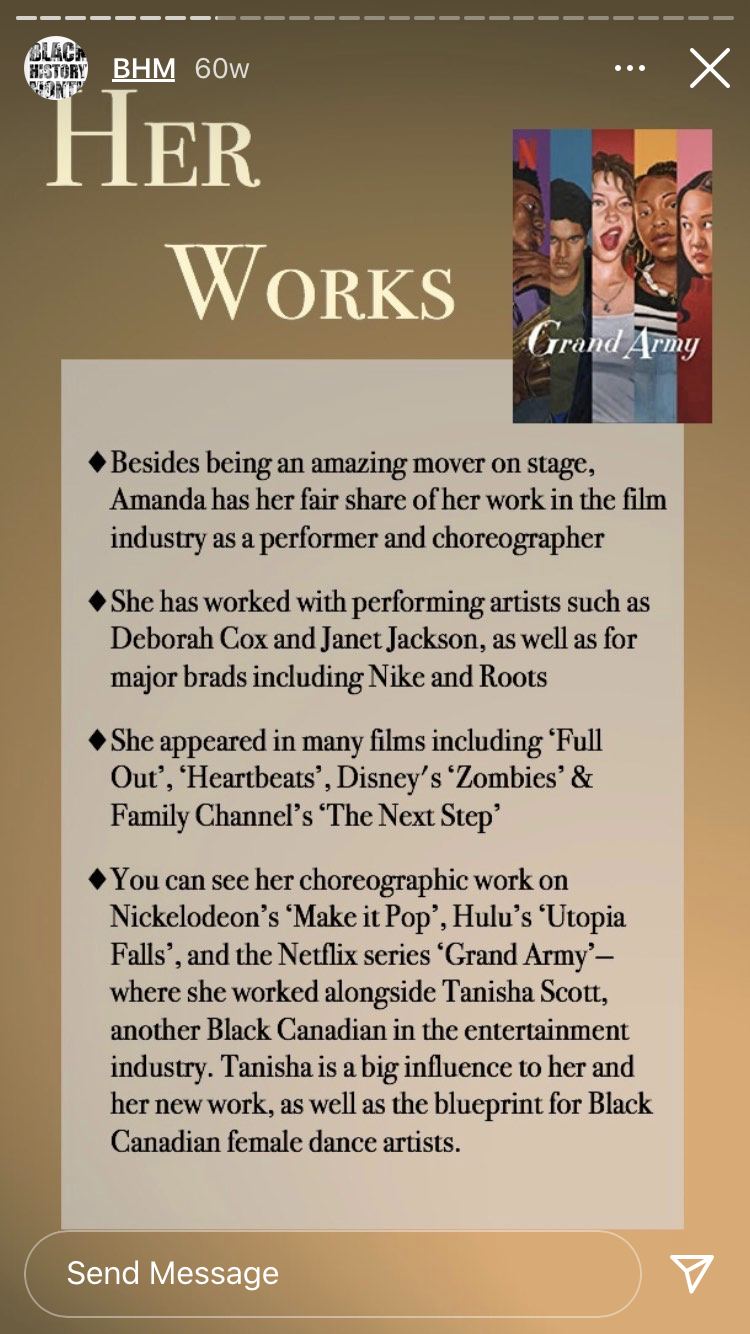 BLACK
HISTORY
MONTH
BHM 60w
HER
WORKS
N
Grand Army
♦Besides being an amazing mover on stage,
Amanda has her fair share of her work in the film
industry as a performer and choreographer
♦She has worked with performing artists such as
Deborah Cox and Janet Jackson, as well as for
major brads including Nike and Roots
♦She appeared in many films including ‘Full
Out’, ‘Heartbeats’, Disney's ‘Zombies’ &
Family Channel’s ‘The Next Step’
♦You can see her choreographic work on
Nickelodeon’s ‘Make it Pop’, Hulu’s ‘Utopia
Falls’, and the Netflix series ‘Grand Army’—
where she worked alongside Tanisha Scott,
another Black Canadian in the entertainment
industry. Tanisha is a big influence to her and
her new work, as well as the blueprint for Black
Canadian female dance artists.
Send Message